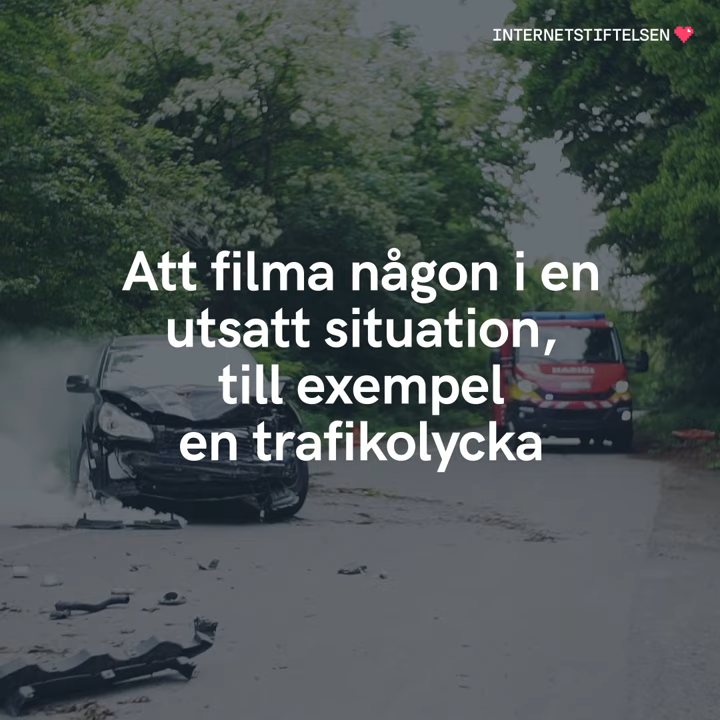 INTERNETSTIFTELSEN
Att filma någon i en
utsatt situation,
till exempel
en trafikolycka